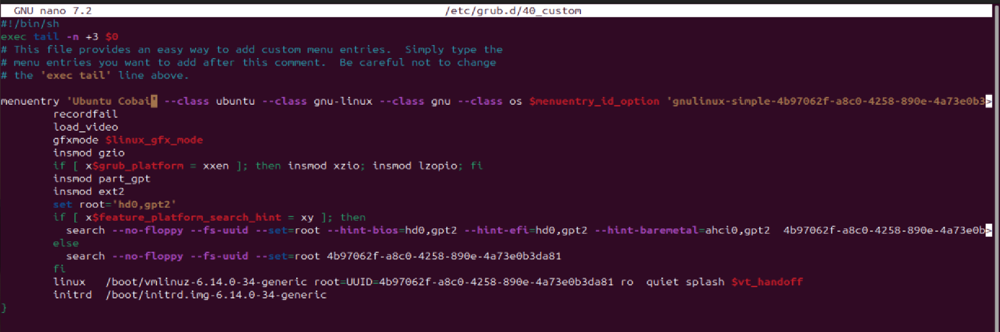 GNU nano 7.2 /etc/grub.d/40_custom
#!/bin/sh
exec tail -n +3 $0
# This file provides an easy way to add custom menu entries.  Simply type the
# menu entries you want to add after this comment.  Be careful not to change
# the 'exec tail' line above.
menuentry 'Ubuntu Cobai' --class ubuntu --class gnu-linux --class gnu --class os $menuentry_id_option 'gnulinux-simple-4b97062f-a8c0-4258-890e-4a73e0b3>
recordfail
load_video
gfxmode $linux_gfx_mode
insmod gzio
if [ x$grub_platform = xxen ]; then insmod xzio; insmod lzopio; fi
insmod part_gpt
insmod ext2
set root='hd0,gpt2'
if [ x$feature_platform_search_hint = xy ]; then
search --no-floppy --fs-uuid --set=root --hint-bios=hd0,gpt2 --hint-efi=hd0,gpt2 --hint-baremetal=ahci0,gpt2  4b97062f-a8c0-4258-890e-4a73e0b>
else
search --no-floppy --fs-uuid --set=root 4b97062f-a8c0-4258-890e-4a73e0b3da81
fi
linux   /boot/vmlinuz-6.14.0-34-generic root=UUID=4b97062f-a8c0-4258-890e-4a73e0b3da81 ro  quiet splash $vt_handoff
initrd  /boot/initrd.img-6.14.0-34-generic
}